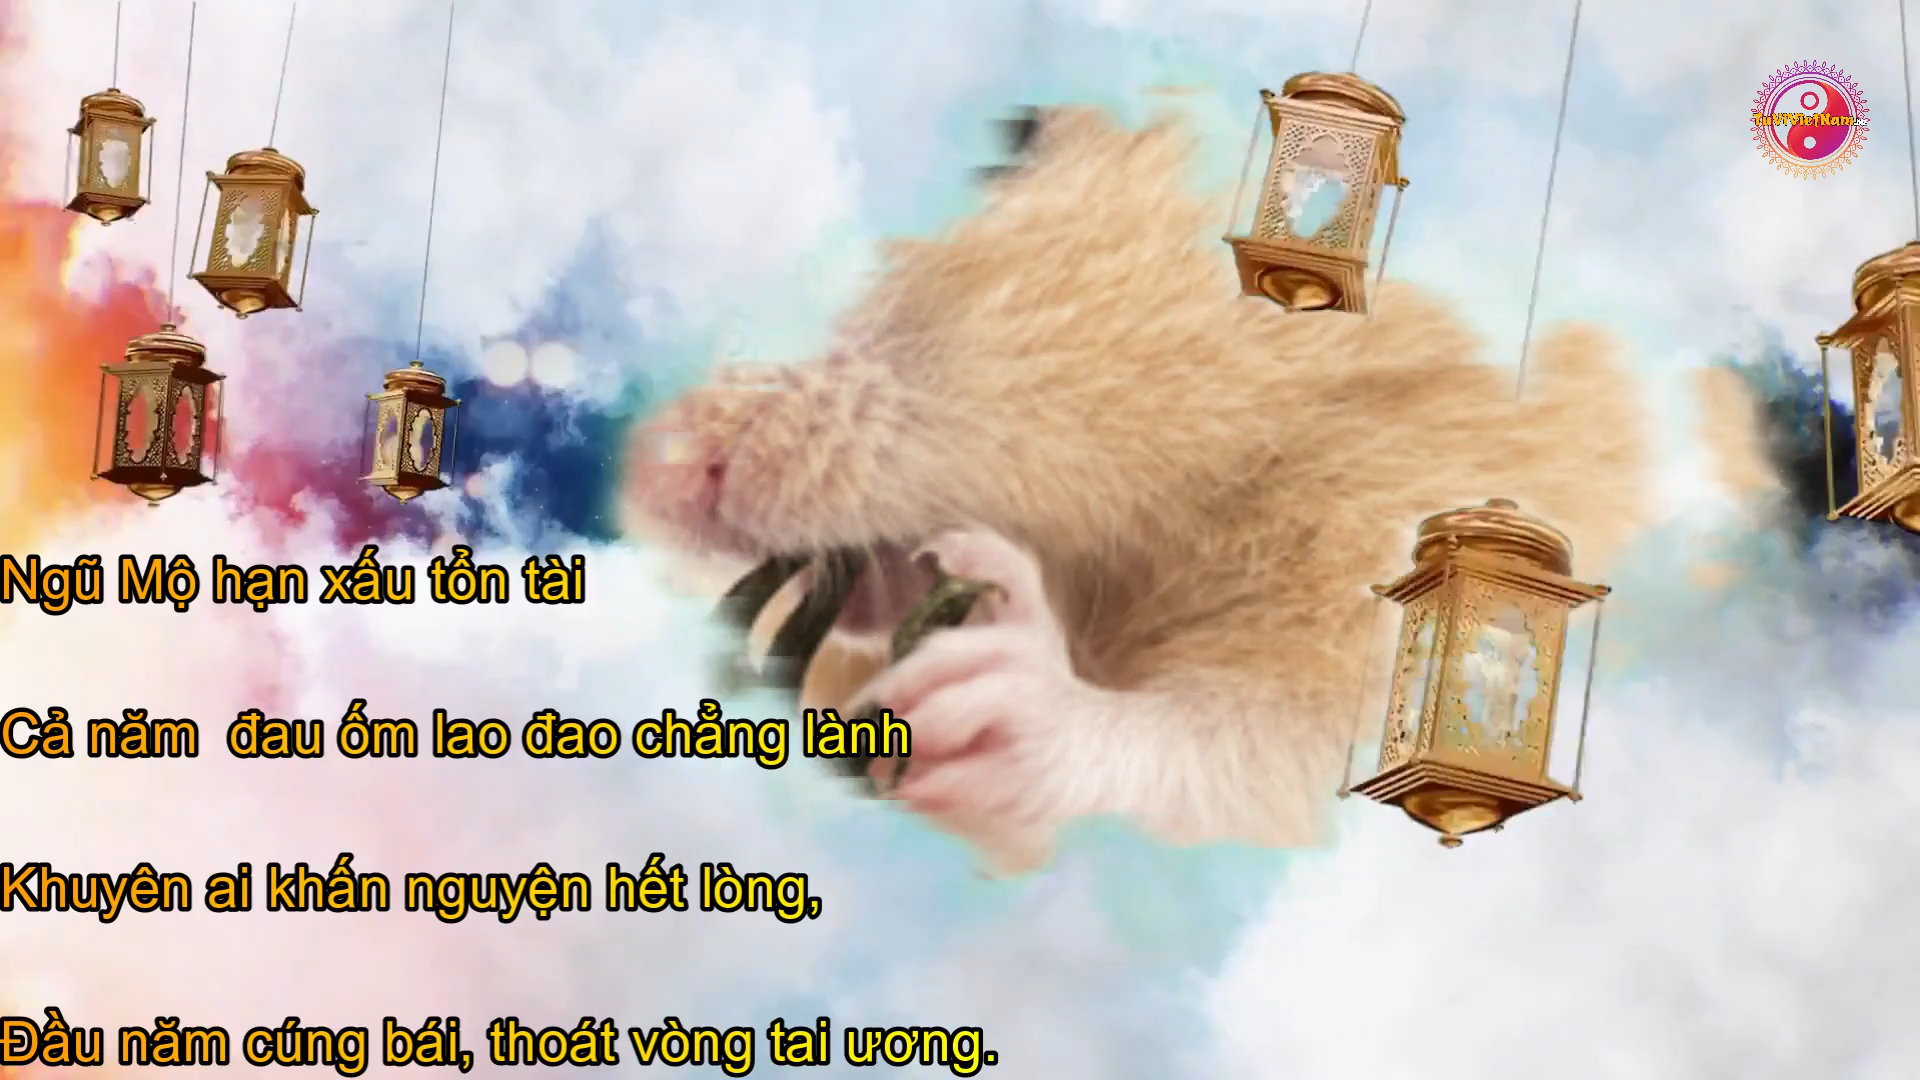 TuViVietNam
Ngũ Mộ hạn xấu tổn tài
Cả năm  đau ốm lao đao chẳng lành
Khuyên ai khấn nguyện hết lòng,
Đầu năm cúng bái, thoát vòng tai ương.